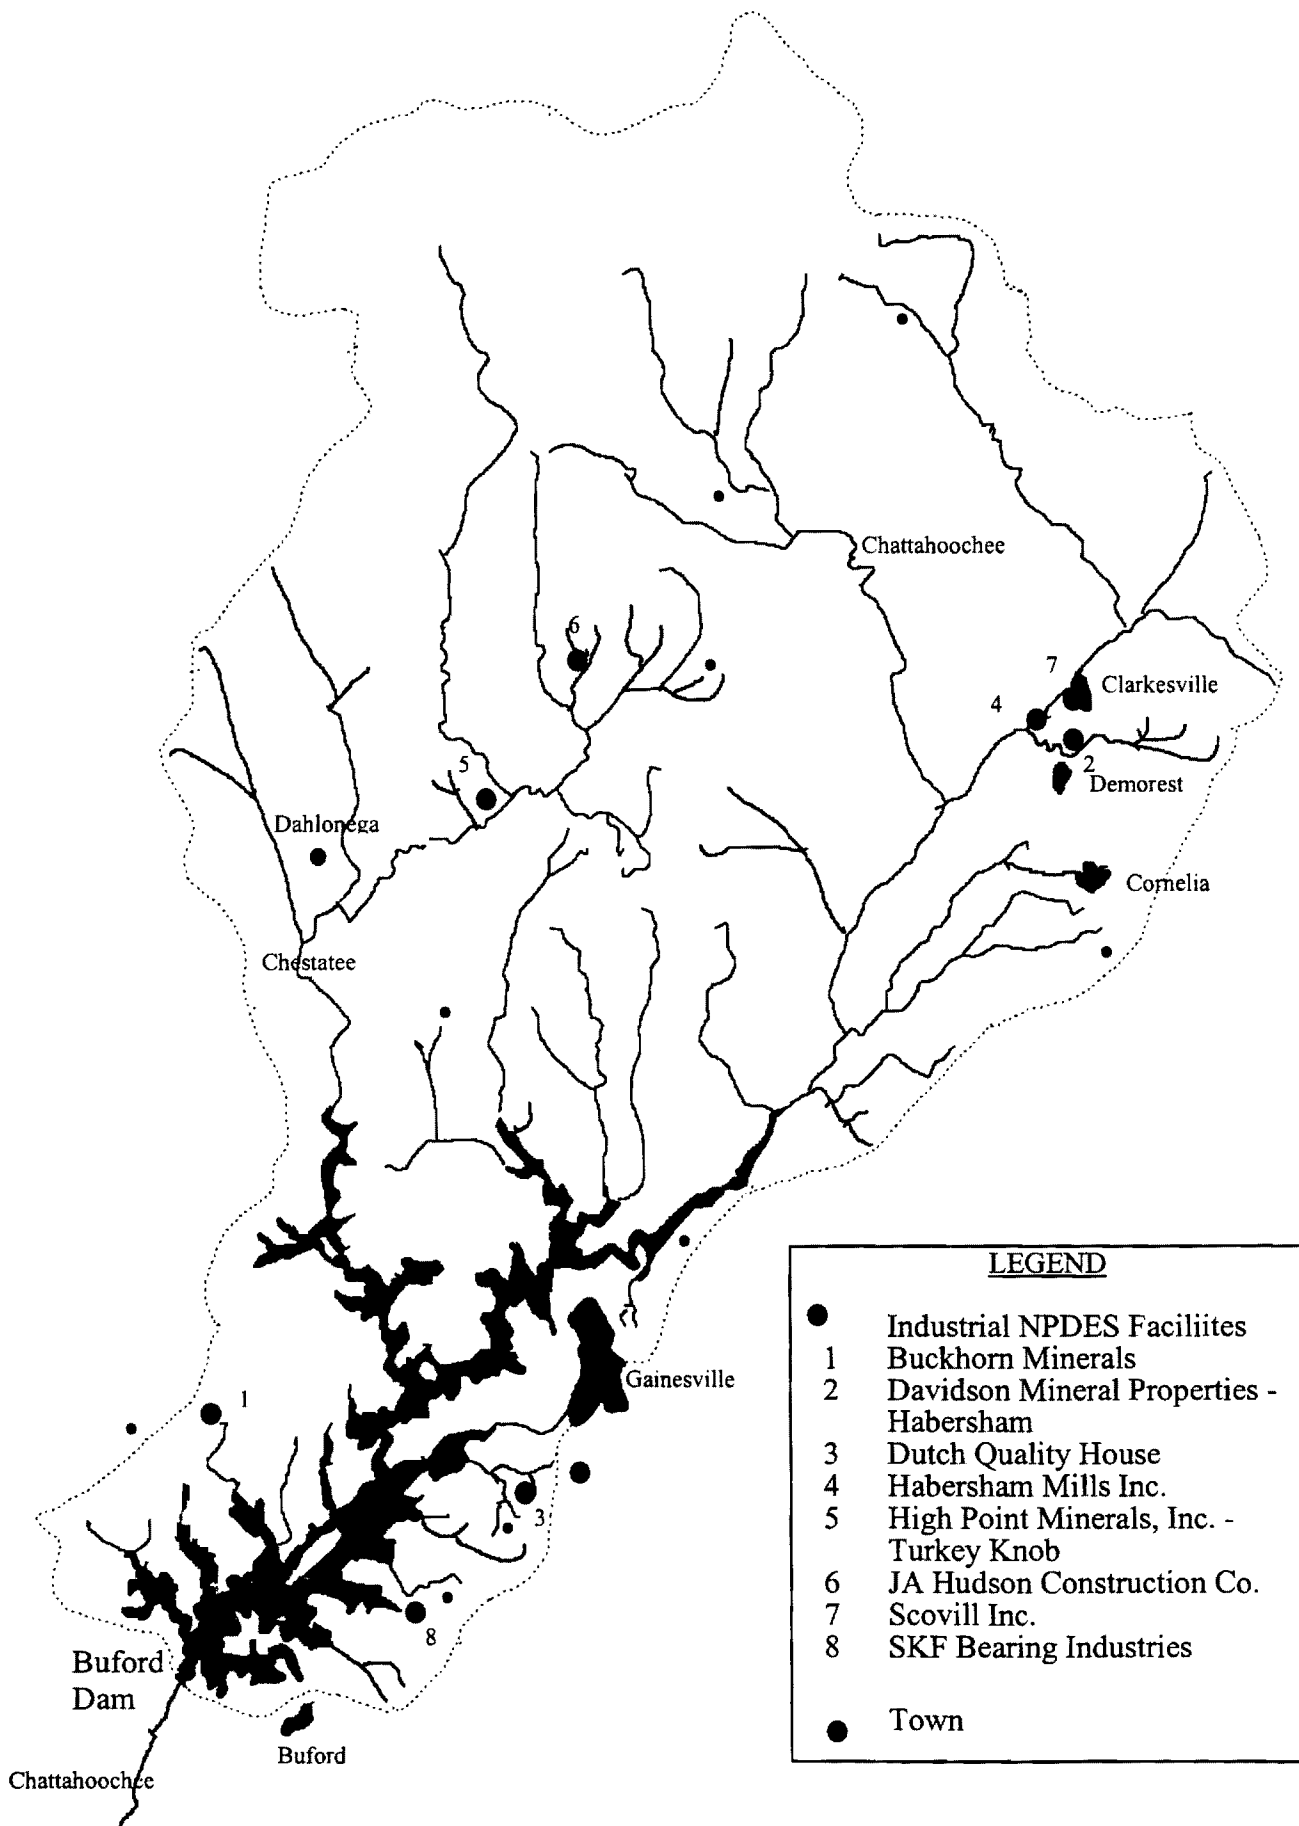 Chattahoochee
6
7
Clarkesville
4
5
2
Demorest
Dahlonega
Cornelia
Chestatee
LEGEND
Industrial NPDES Faciliites
1 Buckhorn Minerals
2 Davidson Mineral Properties -
Habersham
3 Dutch Quality House
4 Habersham Mills Inc.
5 High Point Minerals, Inc. -
Turkey Knob
6 JA Hudson Construction Co.
7 Scovill Inc.
8 SKF Bearing Industries
Town
Gainesville
1
3
8
Buford
Dam
Buford
Chattahoochee